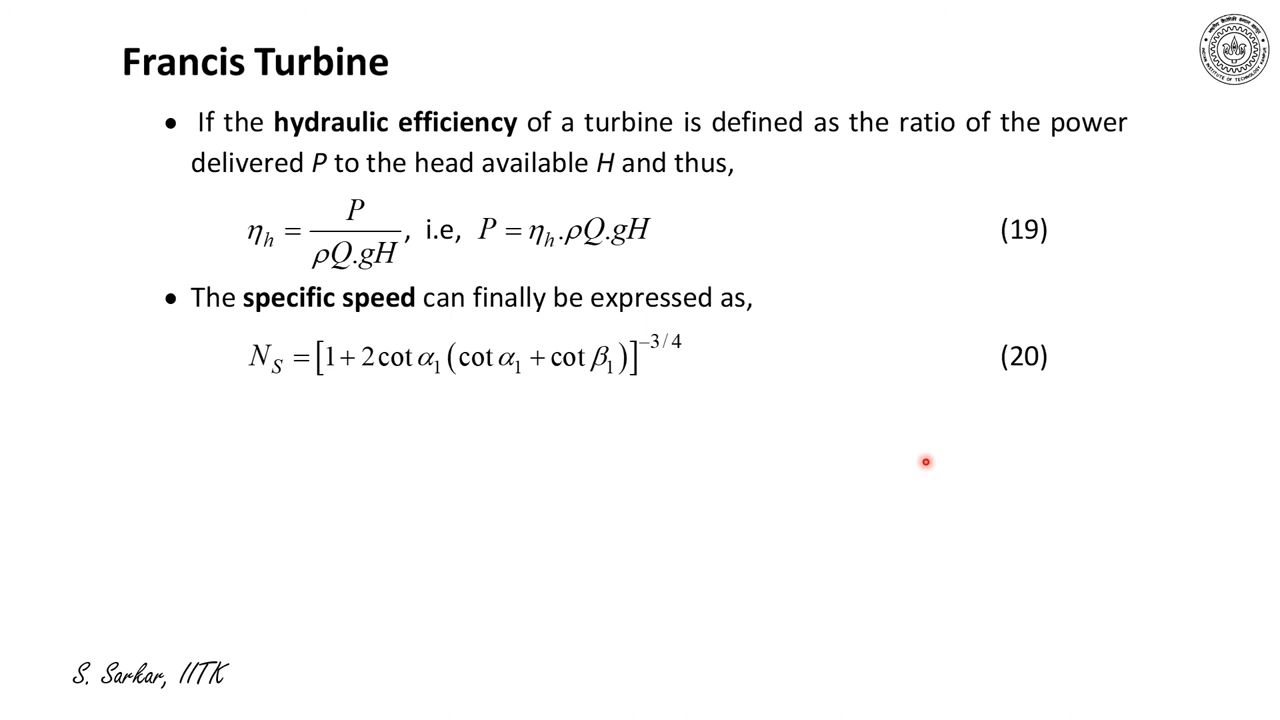 Francis Turbine
• If the hydraulic efficiency of a turbine is defined as the ratio of the power
delivered P to the head available H and thus,
η_h = P / ρQ.gH, i.e, P = η_h.ρQ.gH (19)
• The specific speed can finally be expressed as,
N_S = [1 + 2 cot α_1 (cot α_1 + cot β_1)]^{−3/4} (20)
S. Sarkar, IITK